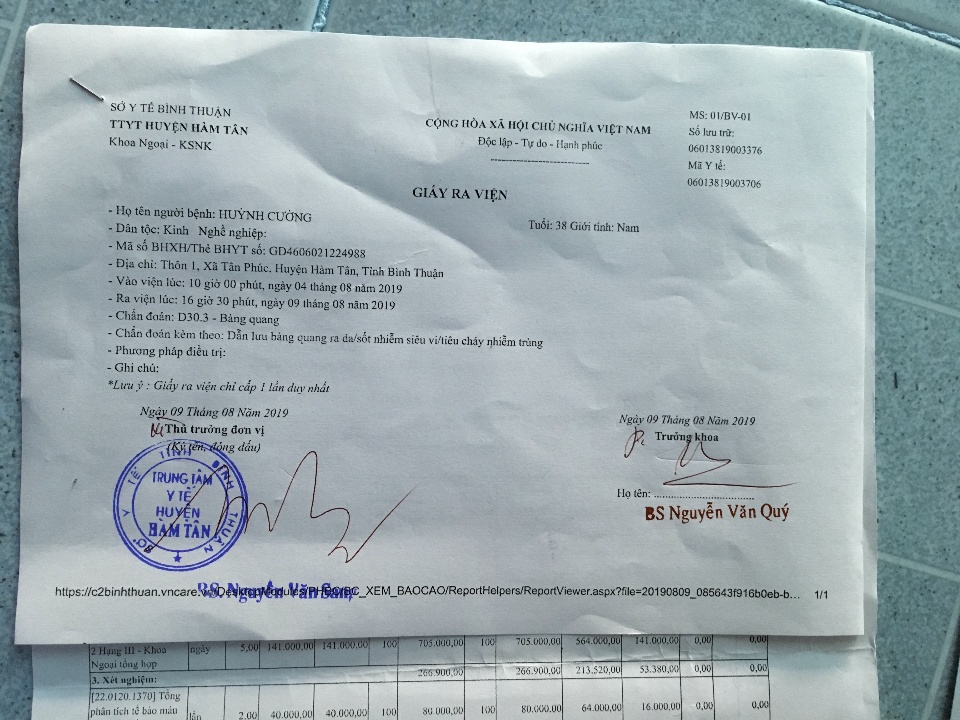 SỞ Y TẾ BÌNH THUẬN
TTYT HUYỆN HÀM TÂN
Khoa Ngoại - KSNK
CỘNG HÒA XÃ HỘI CHỦ NGHĨA VIỆT NAM
Độc lập - Tự do - Hạnh phúc
MS: 01/BV-01
Số lưu trữ:
06013819003376
Mã Y tế:
06013819003706
GIẤY RA VIỆN
- Họ tên người bệnh: HUỲNH CƯỜNG
Tuổi: 38 Giới tính: Nam
- Dân tộc: Kinh Nghề nghiệp:
- Mã số BHXH/Thẻ BHYT số: GD4606021224988
- Địa chỉ: Thôn 1, Xã Tân Phúc, Huyện Hàm Tân, Tỉnh Bình Thuận
- Vào viện lúc: 10 giờ 00 phút, ngày 04 tháng 08 năm 2019
- Ra viện lúc: 16 giờ 30 phút, ngày 09 tháng 08 năm 2019
- Chẩn đoán: D30.3 - Bàng quang
- Chẩn đoán kèm theo: Dẫn lưu bàng quang ra da/sốt nhiễm siêu vi/tiêu chảy nhiễm trùng
- Phương pháp điều trị:
- Ghi chú:
*Lưu ý : Giấy ra viện chỉ cấp 1 lần duy nhất
Ngày 09 Tháng 08 Năm 2019
Thủ trưởng đơn vị
(Ký tên, đóng dấu)
Ngày 09 Tháng 08 Năm 2019
Trưởng khoa
Họ tên: ..............................
BS Nguyễn Văn Quý
SỞ Y TẾ TỈNH BÌNH THUẬN
TRUNG TÂM
Y TẾ
HUYỆN
HÀM TÂN
BS. Nguyễn Văn
https://c2binhthuan.vncare.vn/DesktopModules/ BC_XEM_BAOCAO/ReportHelpers/ReportViewer.aspx?file=20190809_085643f916b0eb-b... 1/1
2 Hạng III - Khoa Ngoại tổng hợp ngày 5,00 141.000,00 141.000,00 100 705.000,00 100 705.000,00 564.000,00 141.000,00 0,00 0,00
3. Xét nghiệm: 266.900,00 266.900,00 213.520,00 53.380,00 0,00 0,00
[22.0120.1370] Tổng phân tích tế bào máu lần 2,00 40.000,00 40.000,00 100 80.000,00 100 80.000,00 64.000,00 16.000,00 0,00 0,00